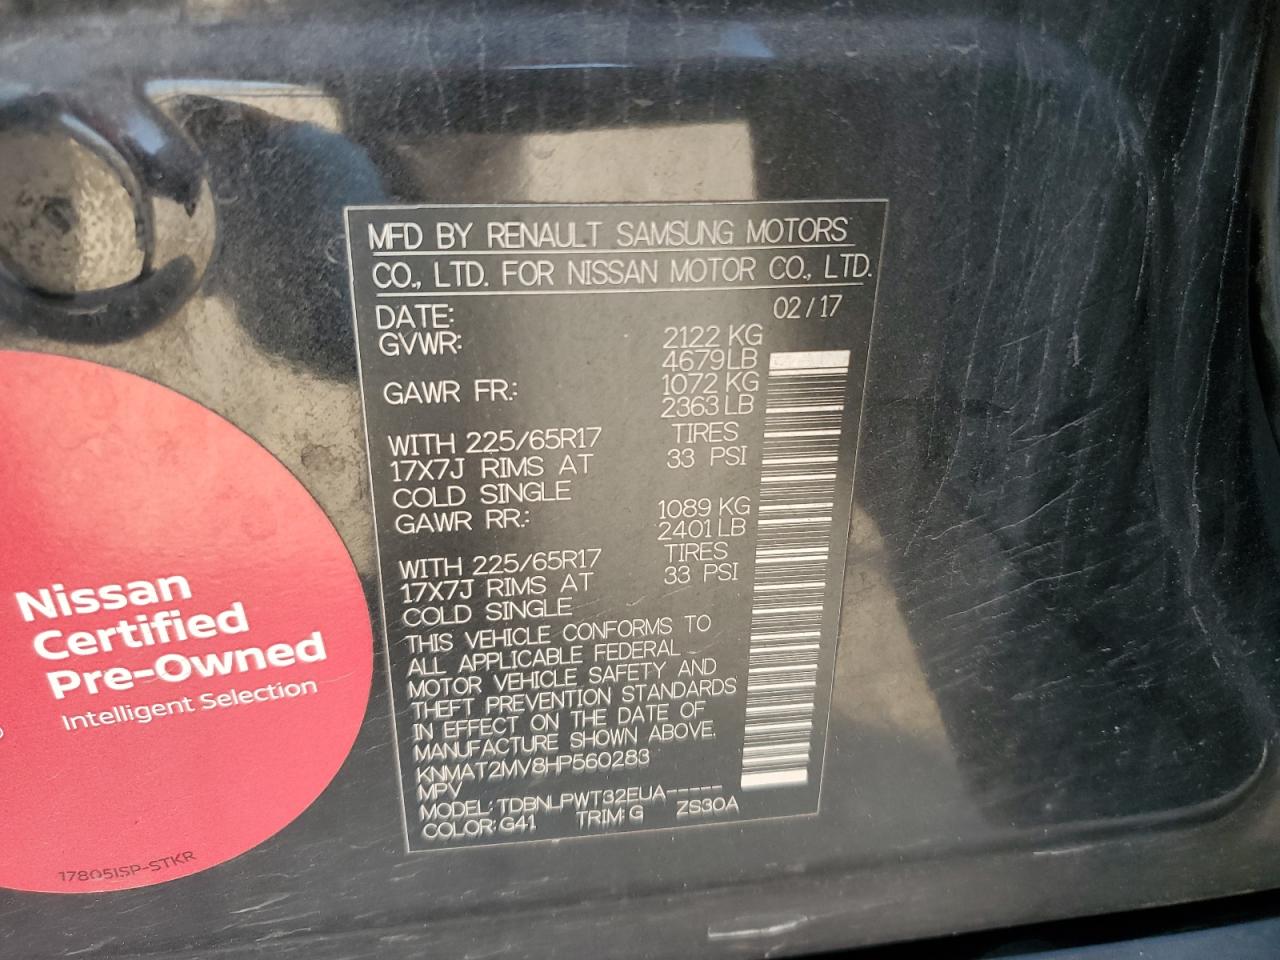 MFD BY RENAULT SAMSUNG MOTORS
CO., LTD. FOR NISSAN MOTOR CO., LTD.
DATE: 02/17
GVWR: 2122 KG
4679 LB
GAWR FR.: 1072 KG
2363 LB
WITH 225/65R17 TIRES
17X7J RIMS AT 33 PSI
COLD SINGLE
GAWR RR.: 1089 KG
2401 LB
WITH 225/65R17 TIRES
17X7J RIMS AT 33 PSI
COLD SINGLE
THIS VEHICLE CONFORMS TO
ALL APPLICABLE FEDERAL
MOTOR VEHICLE SAFETY AND
THEFT PREVENTION STANDARDS
IN EFFECT ON THE DATE OF
MANUFACTURE SHOWN ABOVE.
KNMAT2MV8HP560283
MPV
MODEL: TDBNLPWT32EUA-----
COLOR: G41 TRIM: G ZS30A
Nissan
Certified
Pre-Owned
Intelligent Selection
17805ISP-STKR